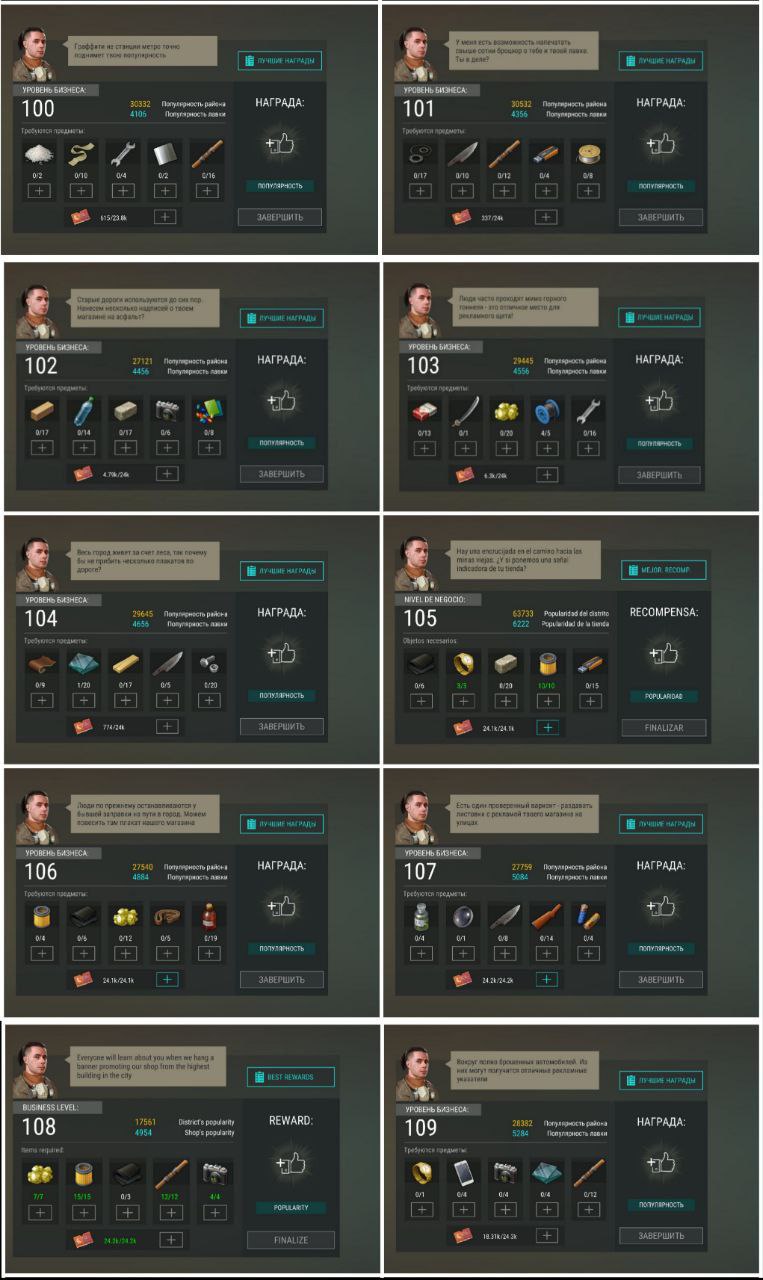 Граффити на станции метро точно
поднимет твою популярность
ЛУЧШИЕ НАГРАДЫ
УРОВЕНЬ БИЗНЕСА:
100
30332 Популярность района
4106 Популярность лавки
Требуются предметы:
0/2 0/10 0/4 0/2 0/16
615/23.8k
НАГРАДА:
ПОПУЛЯРНОСТЬ
ЗАВЕРШИТЬ
У меня есть возможность напечатать
свыше сотни брошюр о тебе и твоей лавке.
Ты в деле?
ЛУЧШИЕ НАГРАДЫ
УРОВЕНЬ БИЗНЕСА:
101
30532 Популярность района
4356 Популярность лавки
Требуются предметы:
0/17 0/10 0/12 0/4 0/8
337/24k
НАГРАДА:
ПОПУЛЯРНОСТЬ
ЗАВЕРШИТЬ
Старые дороги используются до сих пор.
Нанесем несколько надписей о твоем
магазине на асфальт?
ЛУЧШИЕ НАГРАДЫ
УРОВЕНЬ БИЗНЕСА:
102
27121 Популярность района
4456 Популярность лавки
Требуются предметы:
0/17 0/14 0/17 0/6 0/8
4.79k/24k
НАГРАДА:
ПОПУЛЯРНОСТЬ
ЗАВЕРШИТЬ
Люди часто проходят мимо горного
тоннеля - это отличное место для
рекламного щита!
ЛУЧШИЕ НАГРАДЫ
УРОВЕНЬ БИЗНЕСА:
103
29445 Популярность района
4556 Популярность лавки
Требуются предметы:
0/13 0/1 0/20 4/5 0/16
6.3k/24k
НАГРАДА:
ПОПУЛЯРНОСТЬ
ЗАВЕРШИТЬ
Весь город живет за счет леса, так почему
бы не прибить несколько плакатов по
дороге?
ЛУЧШИЕ НАГРАДЫ
УРОВЕНЬ БИЗНЕСА:
104
29645 Популярность района
4656 Популярность лавки
Требуются предметы:
0/9 1/20 0/17 0/5 0/20
774/24k
НАГРАДА:
ПОПУЛЯРНОСТЬ
ЗАВЕРШИТЬ
Hay una encrucijada en el camino hacia las
minas viejas. ¿Y si ponemos una señal
indicadora de tu tienda?
MEJOR. RECOMP.
NIVEL DE NEGOCIO:
105
63733 Popularidad del distrito
6222 Popularidad de la tienda
Objetos necesarios:
0/6 3/3 0/20 10/10 0/15
24.1k/24.1k
RECOMPENSA:
POPULARIDAD
FINALIZAR
Люди по прежнему останавливаются у
бывшей заправки на пути в город. Можем
повесить там плакат нашего магазина
ЛУЧШИЕ НАГРАДЫ
УРОВЕНЬ БИЗНЕСА:
106
27540 Популярность района
4884 Популярность лавки
Требуются предметы:
0/4 0/6 0/12 0/5 0/19
24.1k/24.1k
НАГРАДА:
ПОПУЛЯРНОСТЬ
ЗАВЕРШИТЬ
Есть один проверенный вариант - раздавать
листовки с рекламой твоего магазина на
улицах
ЛУЧШИЕ НАГРАДЫ
УРОВЕНЬ БИЗНЕСА:
107
27759 Популярность района
5084 Популярность лавки
Требуются предметы:
0/4 0/1 0/8 0/14 0/4
24.2k/24.2k
НАГРАДА:
ПОПУЛЯРНОСТЬ
ЗАВЕРШИТЬ
Everyone will learn about you when we hang a
banner promoting our shop from the highest
building in the city
BEST REWARDS
BUSINESS LEVEL:
108
17561 District's popularity
4954 Shop's popularity
Items required:
7/7 15/15 0/3 12/12 4/4
24.2k/24.2k
REWARD:
POPULARITY
FINALIZE
Вокруг полно брошенных автомобилей. Из
них могут получится отличные рекламные
указатели
ЛУЧШИЕ НАГРАДЫ
УРОВЕНЬ БИЗНЕСА:
109
28382 Популярность района
5284 Популярность лавки
Требуются предметы:
0/1 0/4 0/4 0/4 0/12
18.31k/24.3k
НАГРАДА:
ПОПУЛЯРНОСТЬ
ЗАВЕРШИТЬ